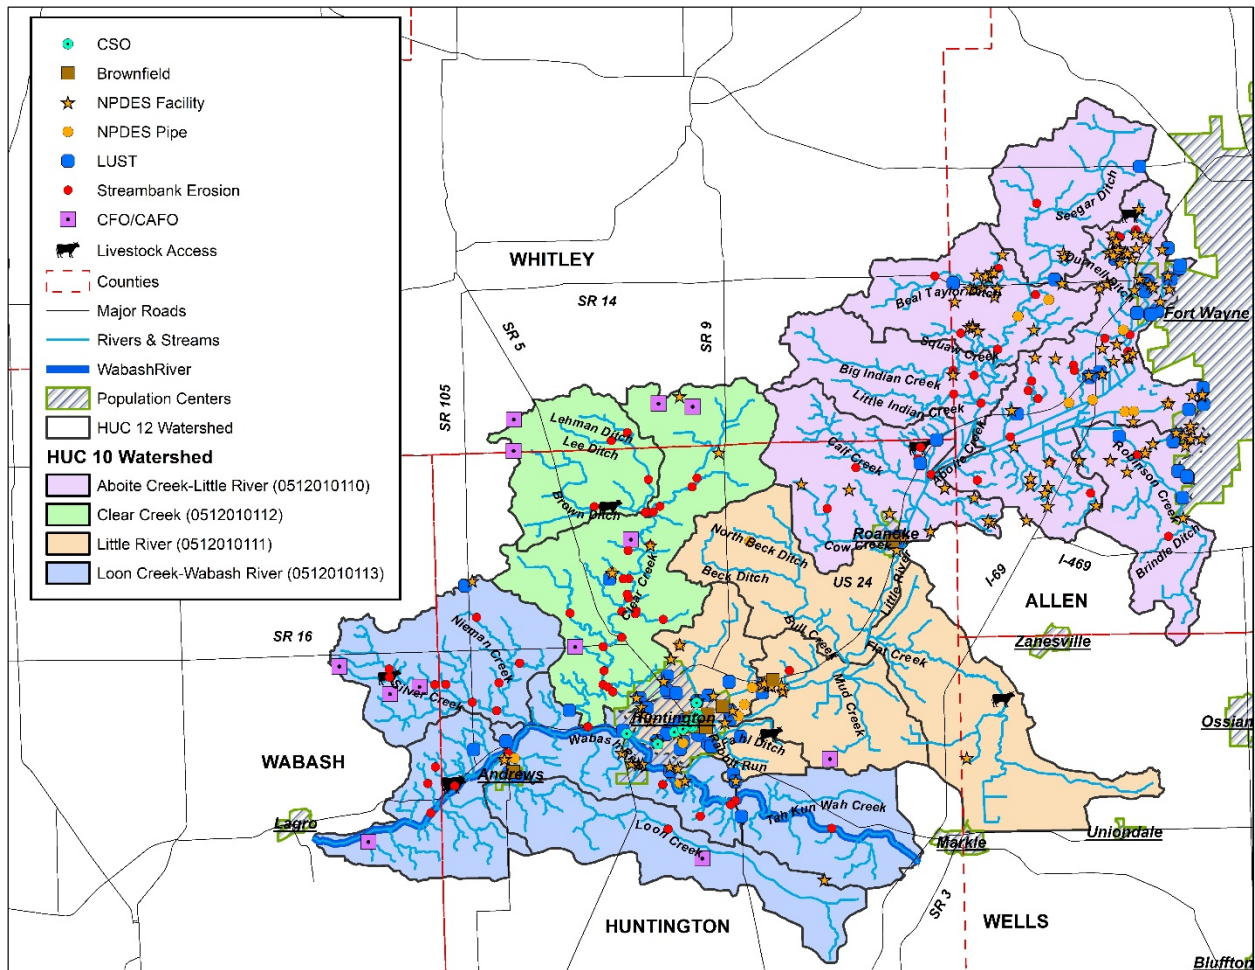 CSO
Brownfield
NPDES Facility
NPDES Pipe
LUST
Streambank Erosion
CFO/CAFO
Livestock Access
Counties
Major Roads
Rivers & Streams
WabashRiver
Population Centers
HUC 12 Watershed
HUC 10 Watershed
Aboite Creek-Little River (0512010110)
Clear Creek (0512010112)
Little River (0512010111)
Loon Creek-Wabash River (0512010113)
WHITLEY
SR 14
SR 5
SR 9
SR 105
Seegar Ditch
Durnell Ditch
Beal Taylor Ditch
Fort Wayne
Squaw Creek
Big Indian Creek
Little Indian Creek
Lehman Ditch
Lee Ditch
Calf Creek
Aboite Creek
Robinson Creek
Brown Ditch
North Beck Ditch
Cow Creek
Roanoke
Brindle Ditch
Beck Ditch
US 24
Little River
I-69
I-469
Clear Creek
ALLEN
SR 16
Nieman Creek
Bull Creek
Flat Creek
Zanesville
Silver Creek
Mud Creek
Huntington
Ossian
WABASH
Wabash River
Rabbit Run
Andrews
Tah Kun Wah Creek
Lagro
Loon Creek
Markle
Uniondale
SR 3
HUNTINGTON
WELLS
Bluffton